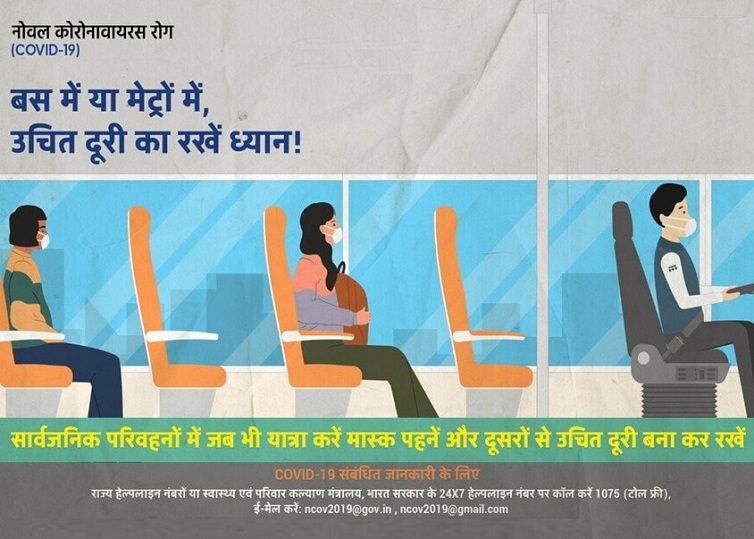 नोवल कोरोनावायरस रोग
(COVID-19)
बस में या मेट्रों में,
उचित दूरी का रखें ध्यान!
सार्वजनिक परिवहनों में जब भी यात्रा करें मास्क पहनें और दूसरों से उचित दूरी बना कर रखें
COVID-19 संबंधित जानकारी के लिए
राज्य हेल्पलाइन नंबरों या स्वास्थ्य एवं परिवार कल्याण मंत्रालय, भारत सरकार के 24X7 हेल्पलाइन नंबर पर कॉल करें 1075 (टोल फ्री),
ई-मेल करें: ncov2019@gov.in , ncov2019@gmail.com